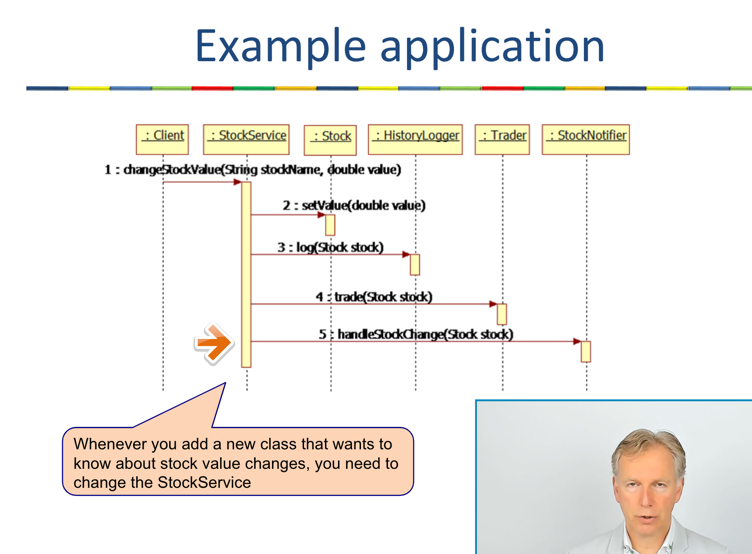 Example application
: Client
: StockService
: Stock
: HistoryLogger
: Trader
: StockNotifier
1 : changeStockValue(String stockName, double value)
2 : setValue(double value)
3 : log(Stock stock)
4 : trade(Stock stock)
5 : handleStockChange(Stock stock)
Whenever you add a new class that wants to
know about stock value changes, you need to
change the StockService